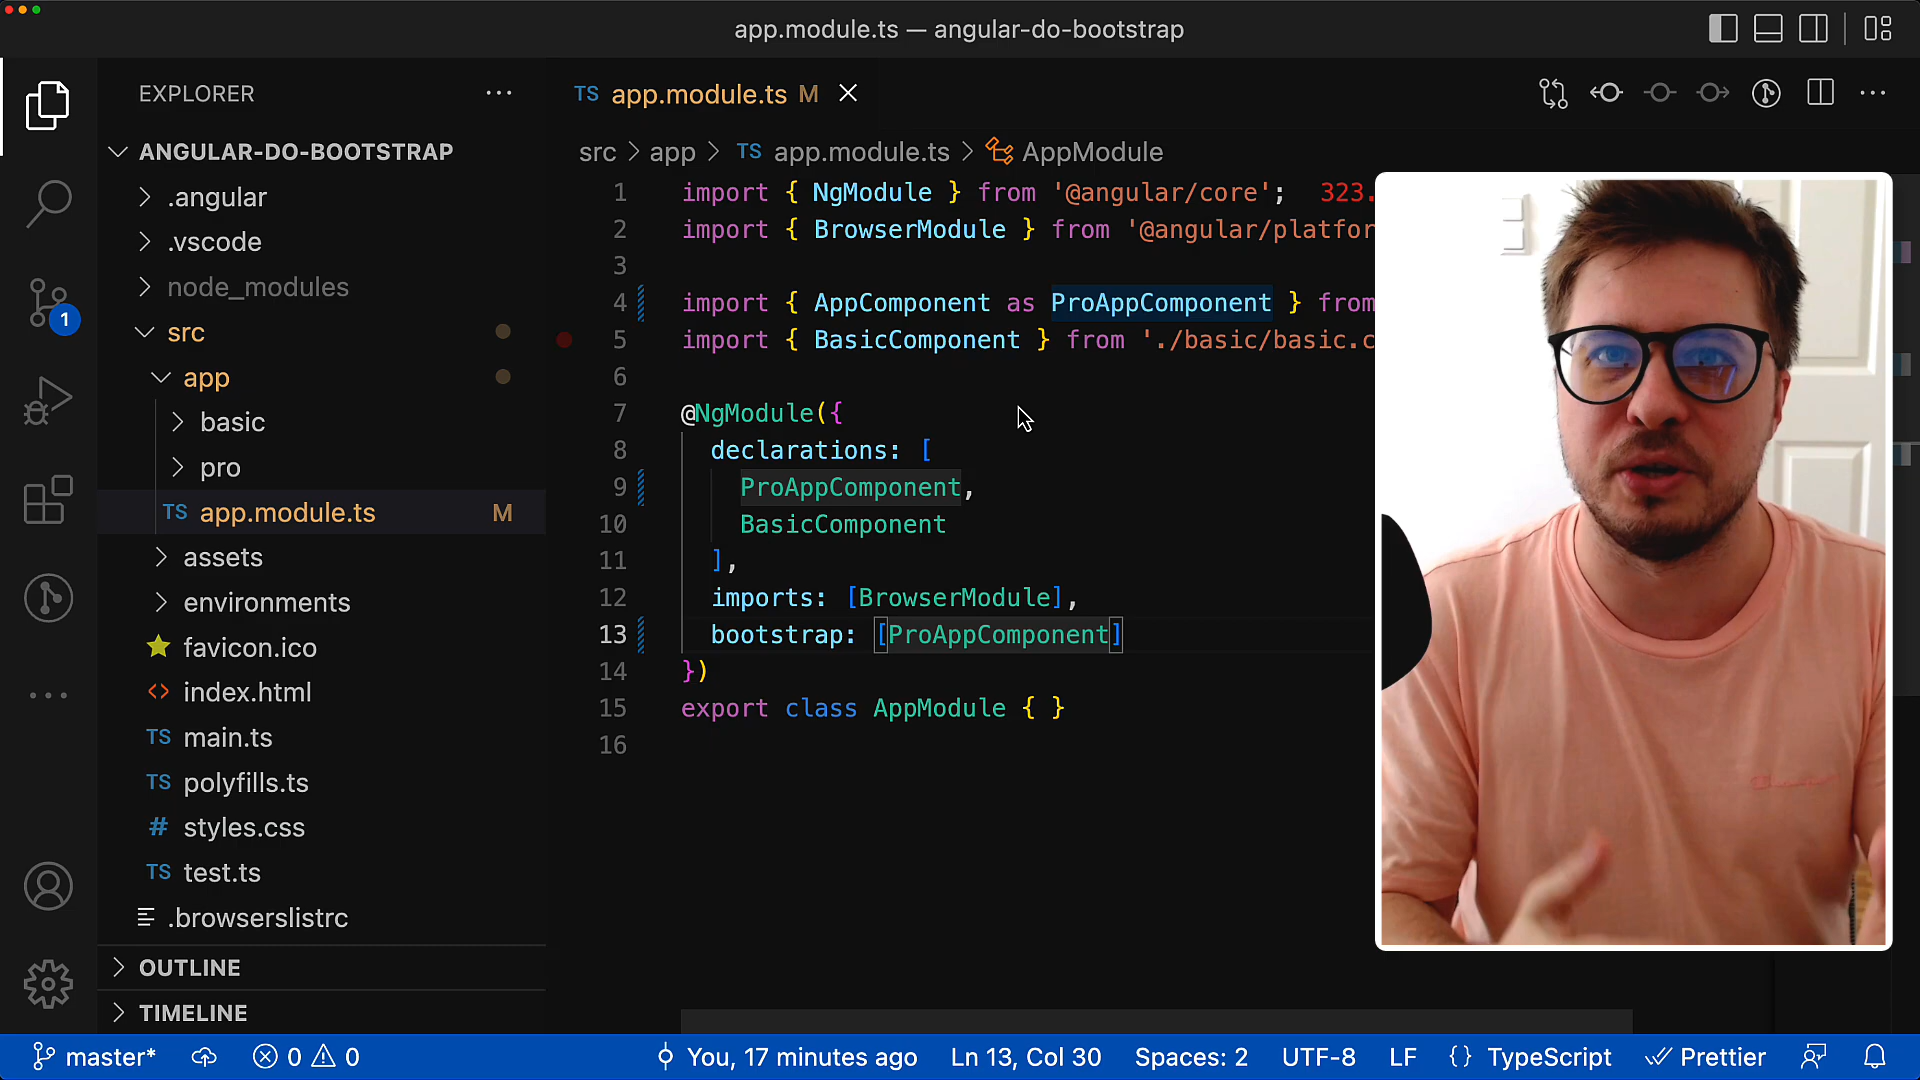 app.module.ts — angular-do-bootstrap
EXPLORER
ANGULAR-DO-BOOTSTRAP
.angular
.vscode
node_modules
src
app
basic
pro
TS app.module.ts M
assets
environments
favicon.ico
index.html
TS main.ts
TS polyfills.ts
# styles.css
TS test.ts
.browserslistrc
OUTLINE
TIMELINE
1
TS app.module.ts M
src > app > TS app.module.ts > AppModule
1 import { NgModule } from '@angular/core'; 323.
2 import { BrowserModule } from '@angular/platfor
3
4 import { AppComponent as ProAppComponent } from
5 import { BasicComponent } from './basic/basic.c
6
7 @NgModule({
8 declarations: [
9 ProAppComponent,
10 BasicComponent
11 ],
12 imports: [BrowserModule],
13 bootstrap: [ProAppComponent]
14 })
15 export class AppModule { }
16
master* 0 0 You, 17 minutes ago Ln 13, Col 30 Spaces: 2 UTF-8 LF {} TypeScript Prettier